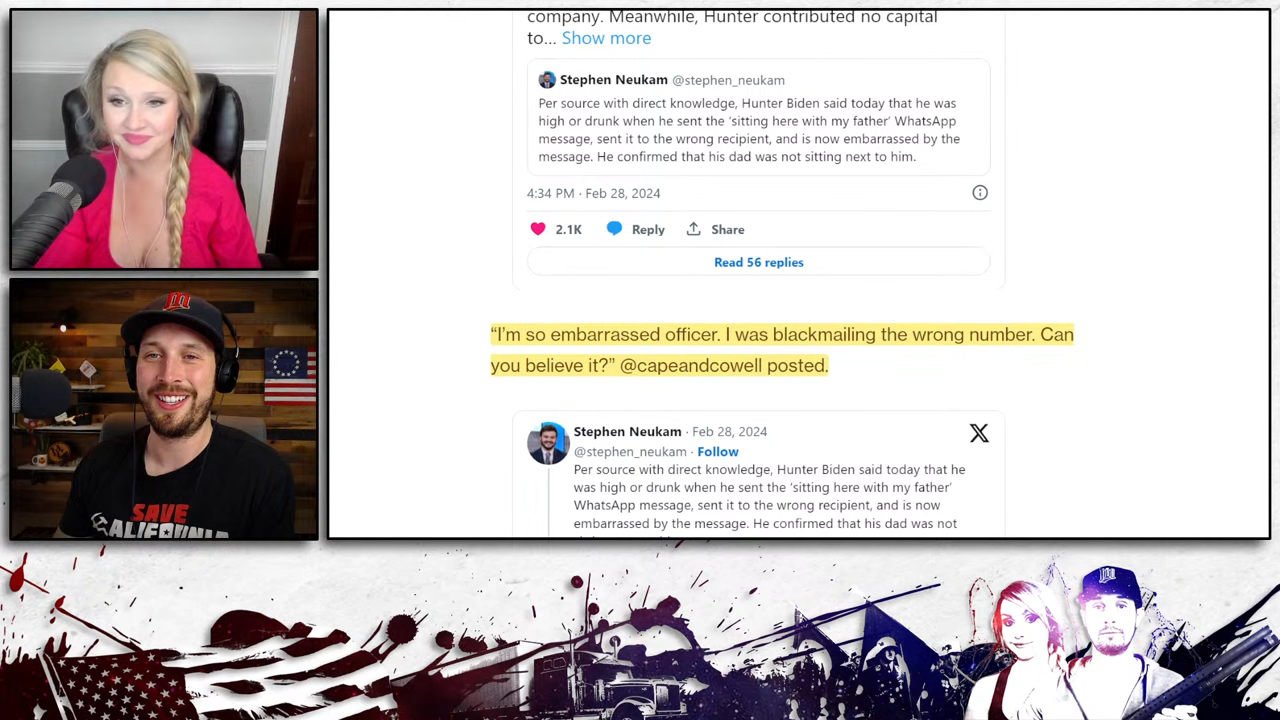 company. Meanwhile, Hunter contributed no capital
to... Show more
Stephen Neukam @stephen_neukam
Per source with direct knowledge, Hunter Biden said today that he was
high or drunk when he sent the 'sitting here with my father' WhatsApp
message, sent it to the wrong recipient, and is now embarrassed by the
message. He confirmed that his dad was not sitting next to him.
4:34 PM · Feb 28, 2024
2.1K Reply Share
Read 56 replies
“I'm so embarrassed officer. I was blackmailing the wrong number. Can
you believe it?” @capeandcowell posted.
Stephen Neukam · Feb 28, 2024
@stephen_neukam · Follow
Per source with direct knowledge, Hunter Biden said today that he
was high or drunk when he sent the 'sitting here with my father'
WhatsApp message, sent it to the wrong recipient, and is now
embarrassed by the message. He confirmed that his dad was not
SAVE
CALIFORNIA